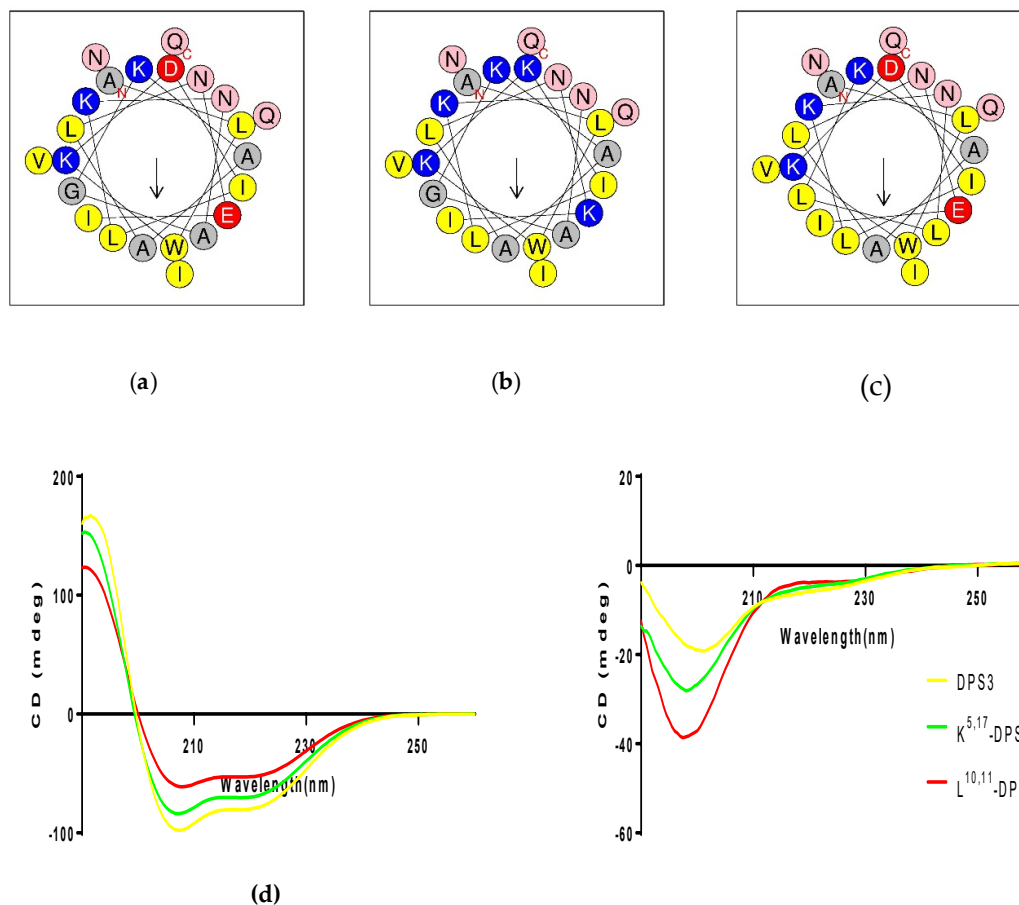 Q
C
N K D
A N
N
K N Q
L L
V K A
G I
I E
L A W A
I
Q
C
N K K
A N
N
K N Q
L L
V K A
G I
I K
L A W A
I
Q
C
N K D
A N
N
K N Q
L L
V K A
L I
I E
L A W L
I
(a)
(b)
(c)
200
100
0
-100
CD (mdeg)
210
230
250
Wavelength(nm)
20
0
-20
-40
-60
CD (mdeg)
210
230
250
Wavelength(nm)
DPS3
K5,17-DPS
L10,11-DP
(d)